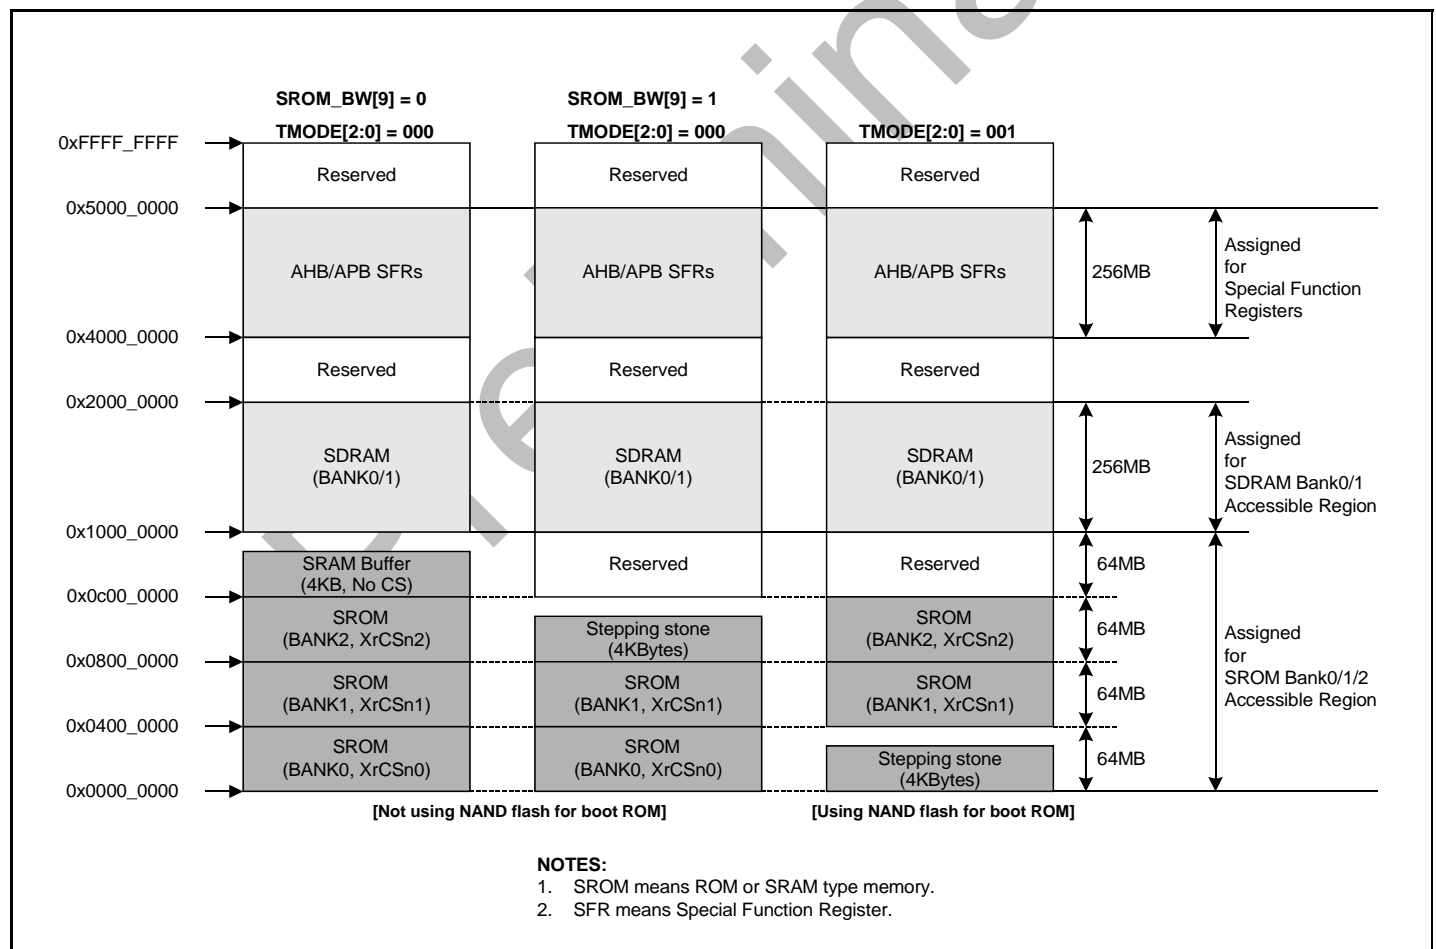 SROM_BW[9] = 0
SROM_BW[9] = 1
TMODE[2:0] = 000
TMODE[2:0] = 000
TMODE[2:0] = 001
0xFFFF_FFFF
Reserved
Reserved
Reserved
0x5000_0000
AHB/APB SFRs
AHB/APB SFRs
AHB/APB SFRs
256MB
Assigned
for
Special Function
Registers
0x4000_0000
Reserved
Reserved
Reserved
0x2000_0000
SDRAM
(BANK0/1)
SDRAM
(BANK0/1)
SDRAM
(BANK0/1)
256MB
Assigned
for
SDRAM Bank0/1
Accessible Region
0x1000_0000
SRAM Buffer
(4KB, No CS)
Reserved
Reserved
64MB
0x0c00_0000
SROM
(BANK2, XrCSn2)
Stepping stone
(4KBytes)
SROM
(BANK2, XrCSn2)
64MB
Assigned
for
SROM Bank0/1/2
Accessible Region
0x0800_0000
SROM
(BANK1, XrCSn1)
SROM
(BANK1, XrCSn1)
SROM
(BANK1, XrCSn1)
64MB
0x0400_0000
SROM
(BANK0, XrCSn0)
SROM
(BANK0, XrCSn0)
Stepping stone
(4KBytes)
64MB
0x0000_0000
[Not using NAND flash for boot ROM]
[Using NAND flash for boot ROM]
NOTES:
1. SROM means ROM or SRAM type memory.
2. SFR means Special Function Register.